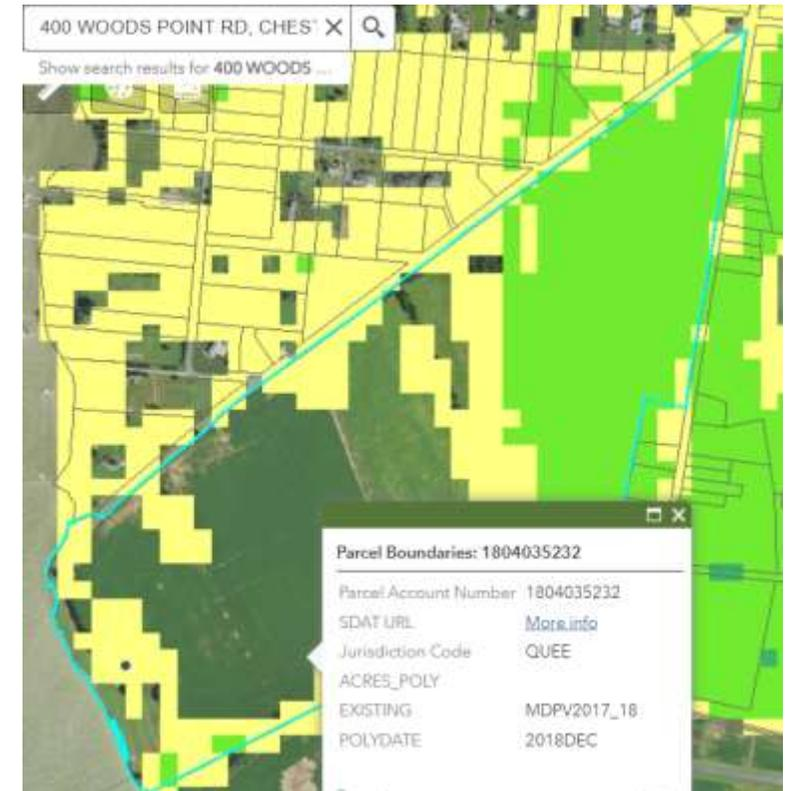 400 WOODS POINT RD, CHEST
Show search results for 400 WOODS ...
Parcel Boundaries: 1804035232
Parcel Account Number 1804035232
SDAT URL More info
Jurisdiction Code QUEE
ACRES_POLY
EXISTING MDPV2017_18
POLYDATE 2018DEC